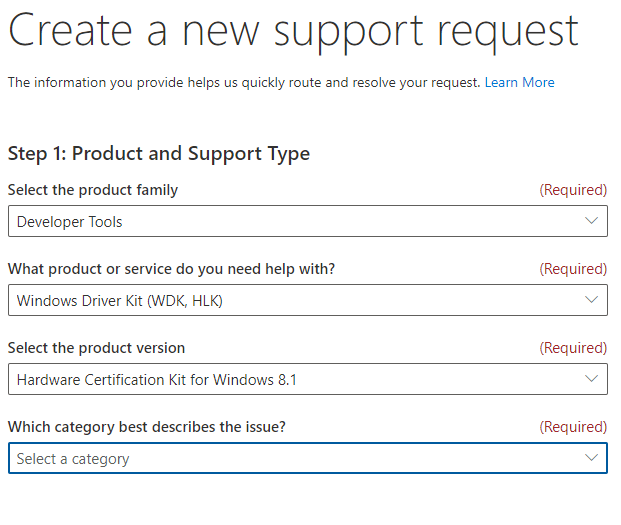 Create a new support request
The information you provide helps us quickly route and resolve your request. Learn More
Step 1: Product and Support Type
Select the product family (Required)
Developer Tools
What product or service do you need help with? (Required)
Windows Driver Kit (WDK, HLK)
Select the product version (Required)
Hardware Certification Kit for Windows 8.1
Which category best describes the issue? (Required)
Select a category